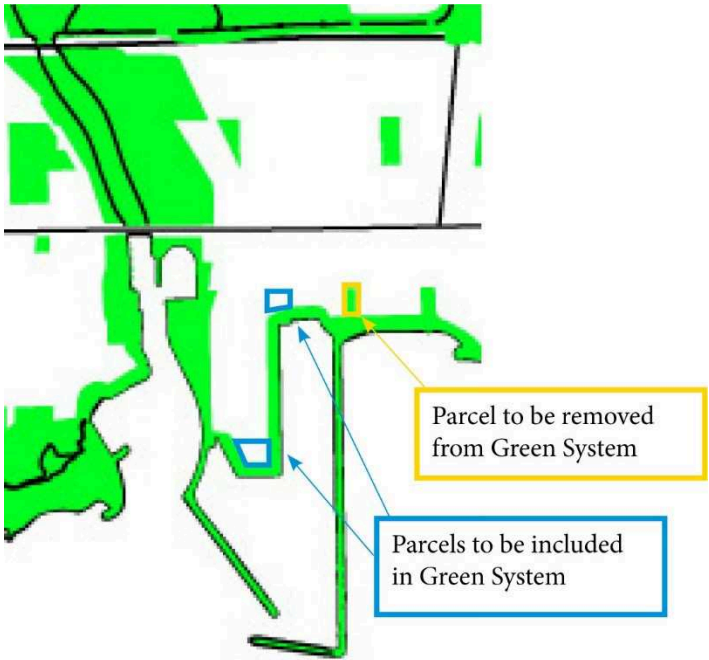 Parcel to be removed
from Green System
Parcels to be included
in Green System